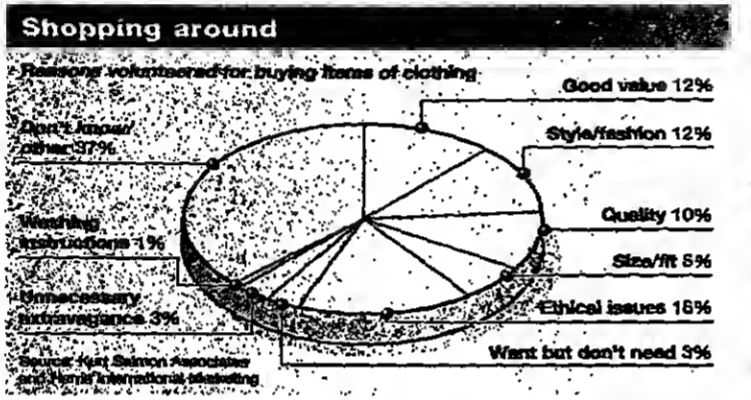 Shopping around
Reasons volunteered for buying items of clothing
Good value 12%
Don't know/
other 37%
Style/fashion 12%
Quality 10%
Washing
instructions 1%
Size/fit
Unnecessary
extravagance 3%
Ethical issues
Want but don't need 3%
Source: Kurt Salmon Associates
and Harris International Marketing